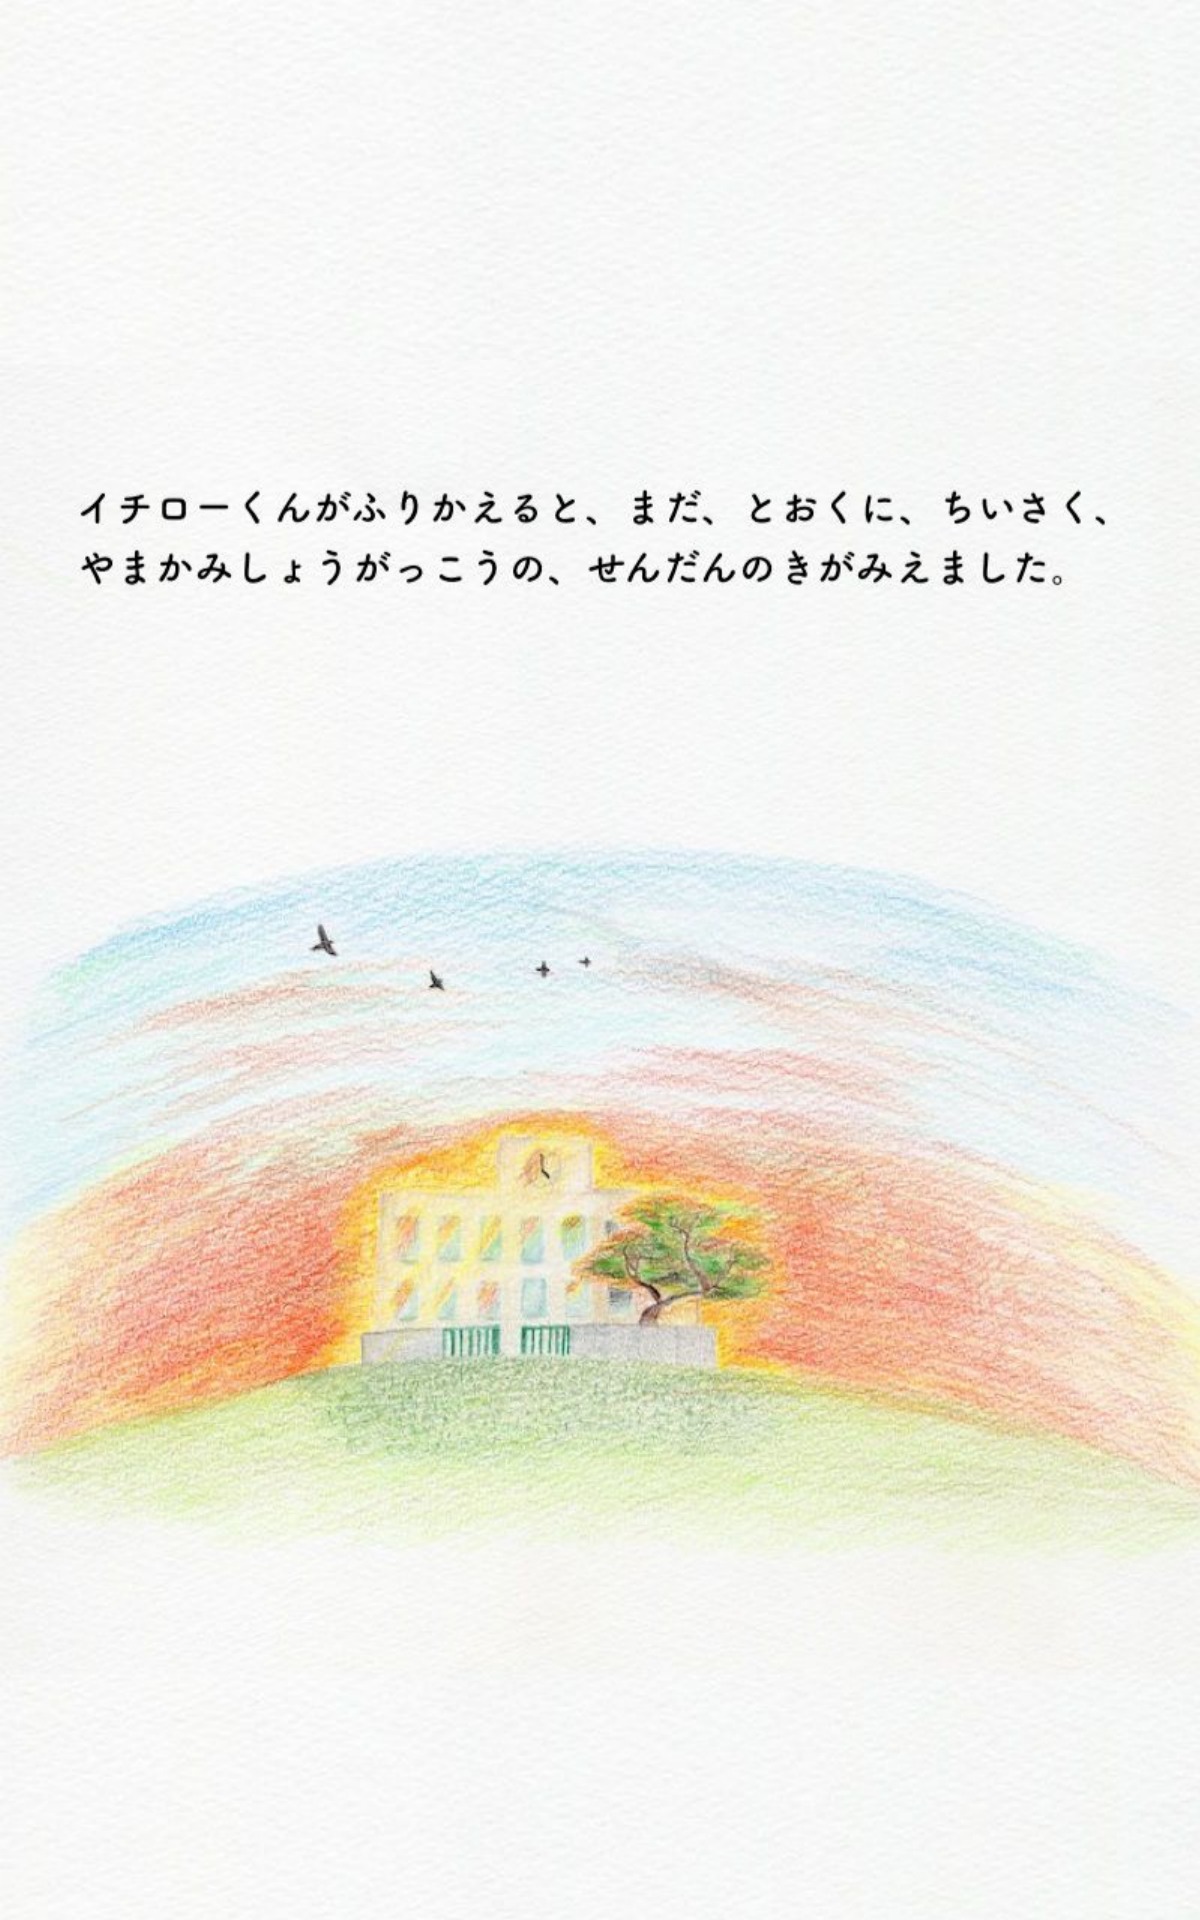 イチローくんがふりかえると、まだ、とおくに、ちいさく、
やまかみしょうがっこうの、せんだんのきがみえました。